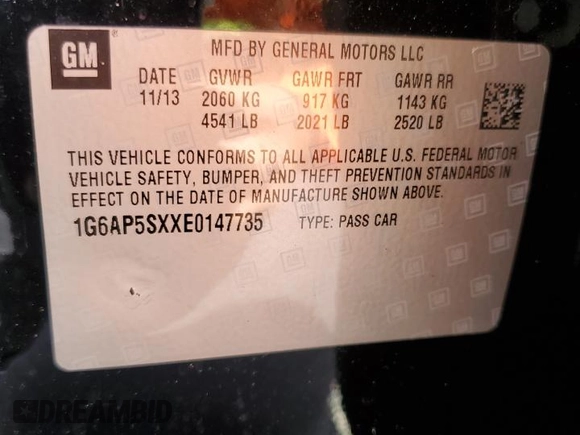 GM
MFD BY GENERAL MOTORS LLC
DATE GVWR GAWR FRT GAWR RR
11/13 2060 KG 917 KG 1143 KG
4541 LB 2021 LB 2520 LB
THIS VEHICLE CONFORMS TO ALL APPLICABLE U.S. FEDERAL MOTOR
VEHICLE SAFETY, BUMPER, AND THEFT PREVENTION STANDARDS IN
EFFECT ON THE DATE OF MANUFACTURE SHOWN ABOVE.
1G6AP5SXXE0147735 TYPE: PASS CAR
DREAMBID